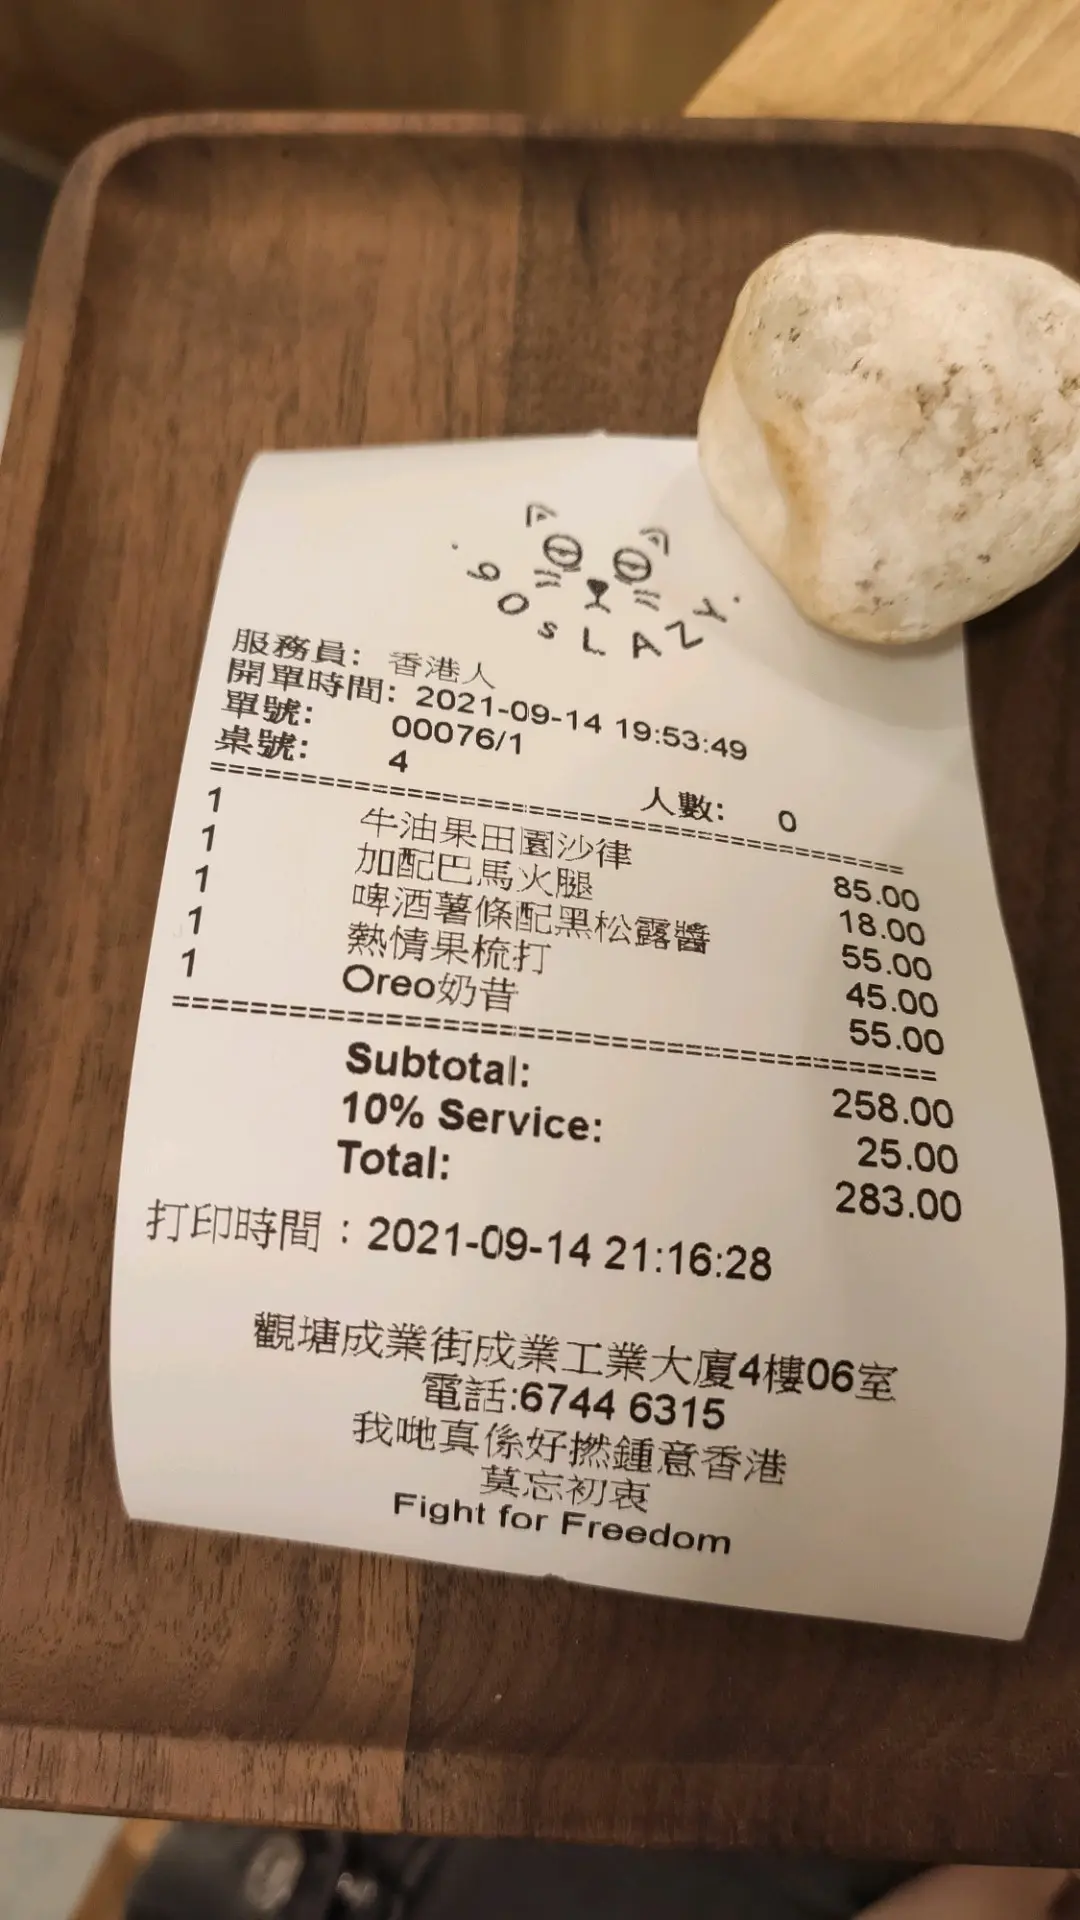 .gOSLAZY.
服務員: 香港人
開單時間: 2021-09-14 19:53:49
單號: 00076/1
桌號: 4 人數: 0
1 牛油果田園沙律 85.00
1 加配巴馬火腿 18.00
1 啤酒薯條配黑松露醬 55.00
1 熱情果梳打 45.00
1 Oreo奶昔 55.00
Subtotal: 258.00
10% Service: 25.00
Total: 283.00
打印時間：2021-09-14 21:16:28
觀塘成業街成業工業大廈4樓06室
電話:6744 6315
我哋真係好撚鍾意香港
莫忘初衷
Fight for Freedom